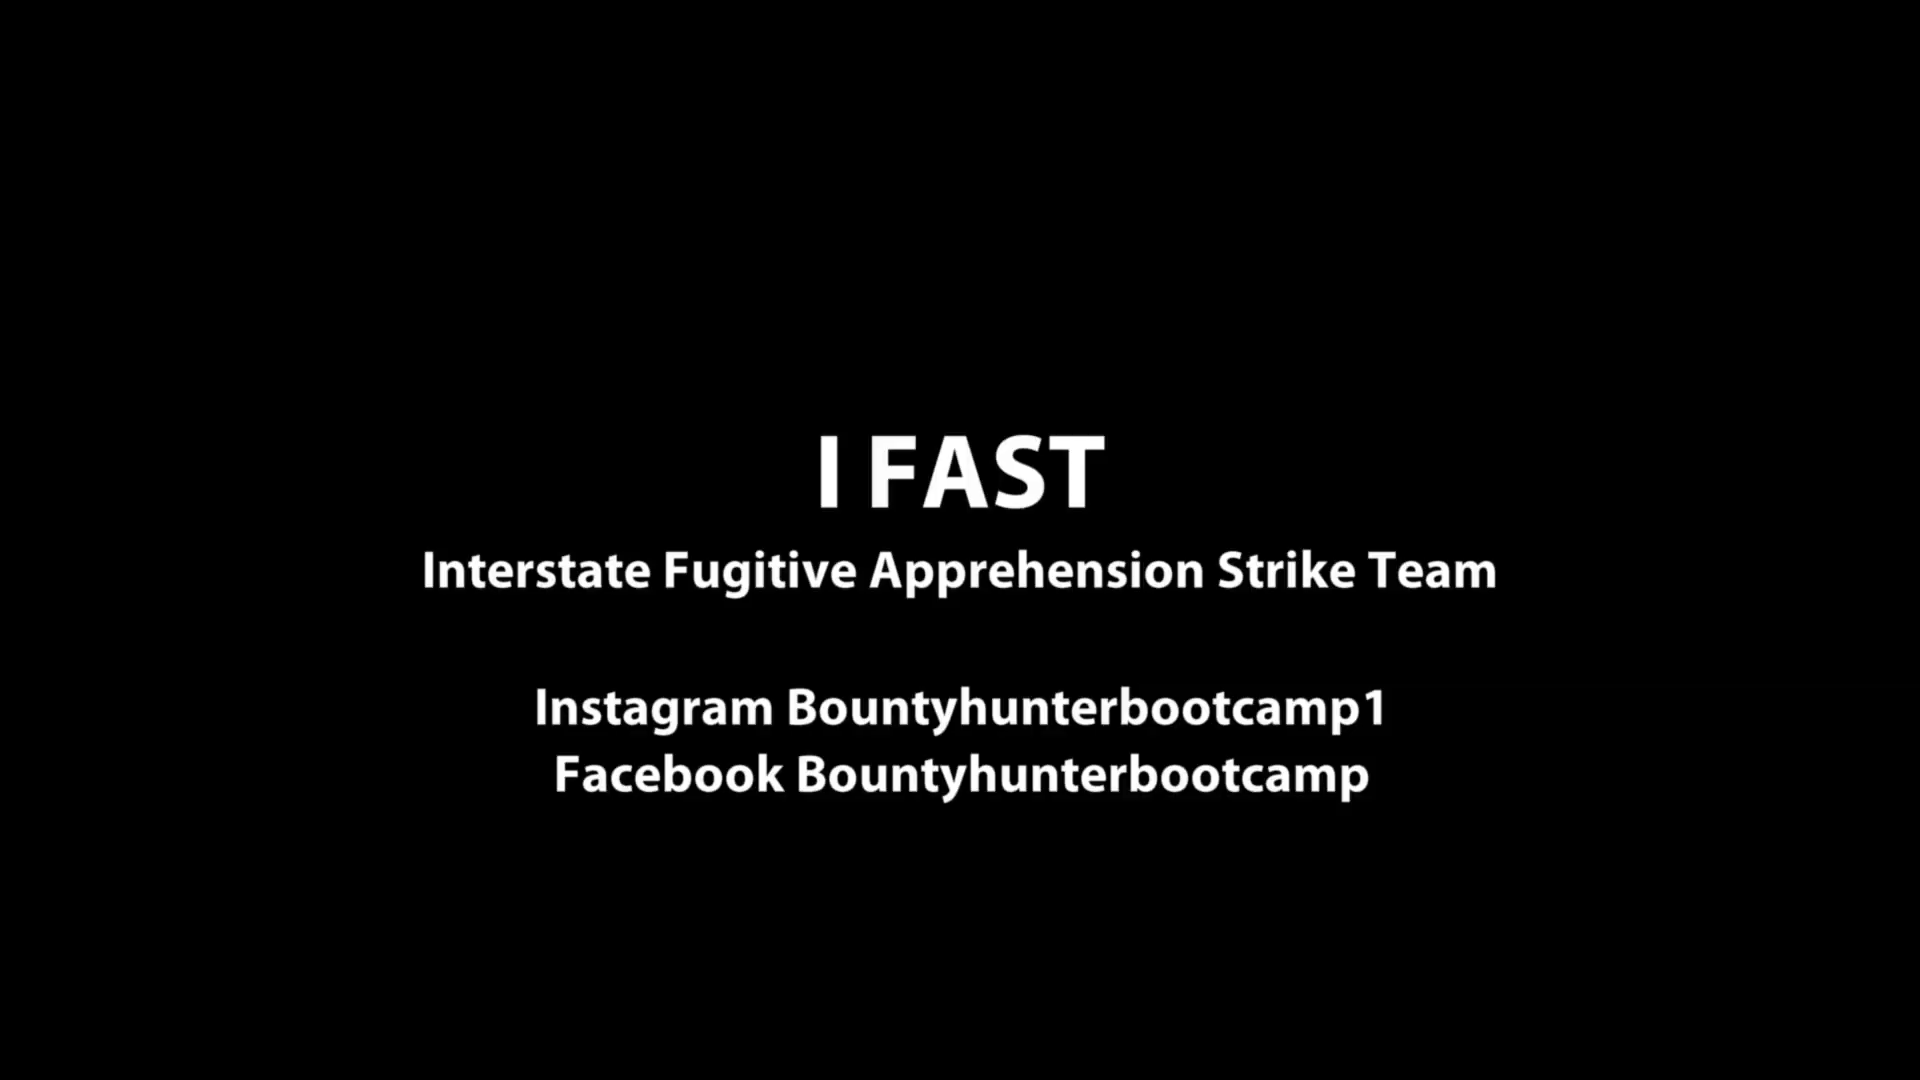 I FAST
Interstate Fugitive Apprehension Strike Team
Instagram Bountyhunterbootcamp1
Facebook Bountyhunterbootcamp